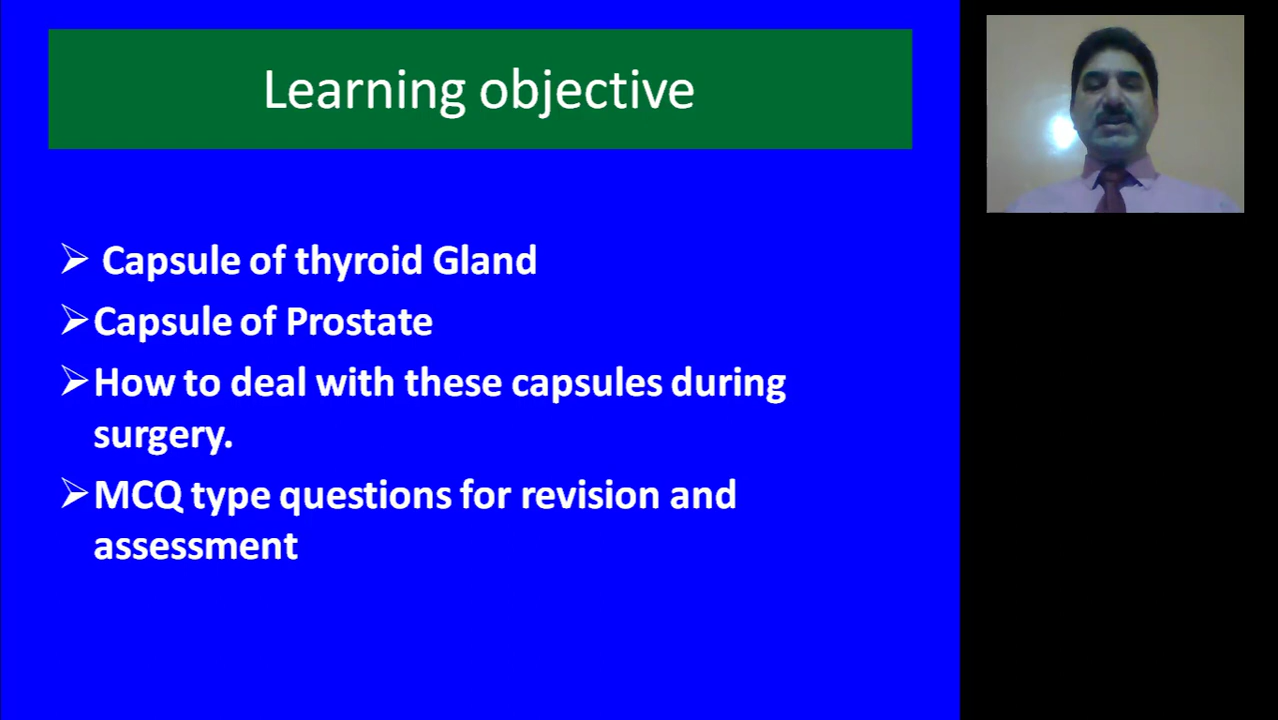 Learning objective
➢ Capsule of thyroid Gland
➢Capsule of Prostate
➢How to deal with these capsules during
surgery.
➢MCQ type questions for revision and
assessment